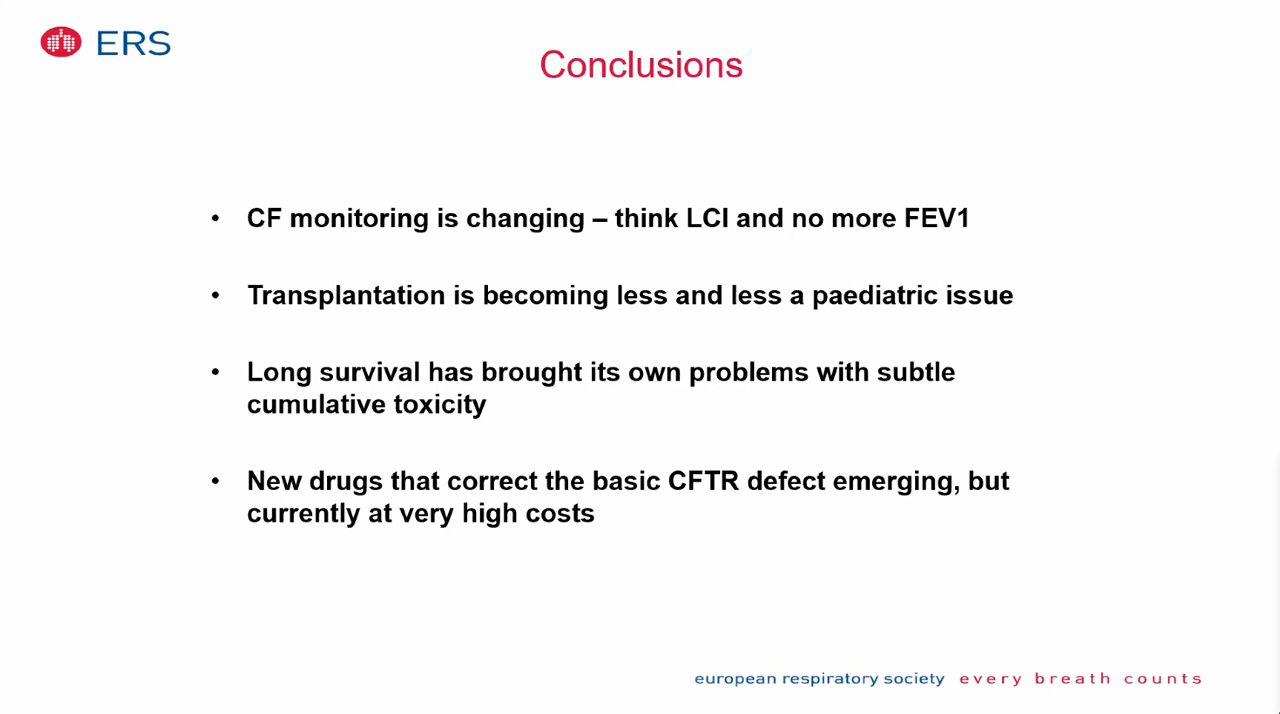 ERS
Conclusions
• CF monitoring is changing – think LCI and no more FEV1
• Transplantation is becoming less and less a paediatric issue
• Long survival has brought its own problems with subtle
cumulative toxicity
• New drugs that correct the basic CFTR defect emerging, but
currently at very high costs
european respiratory society every breath counts